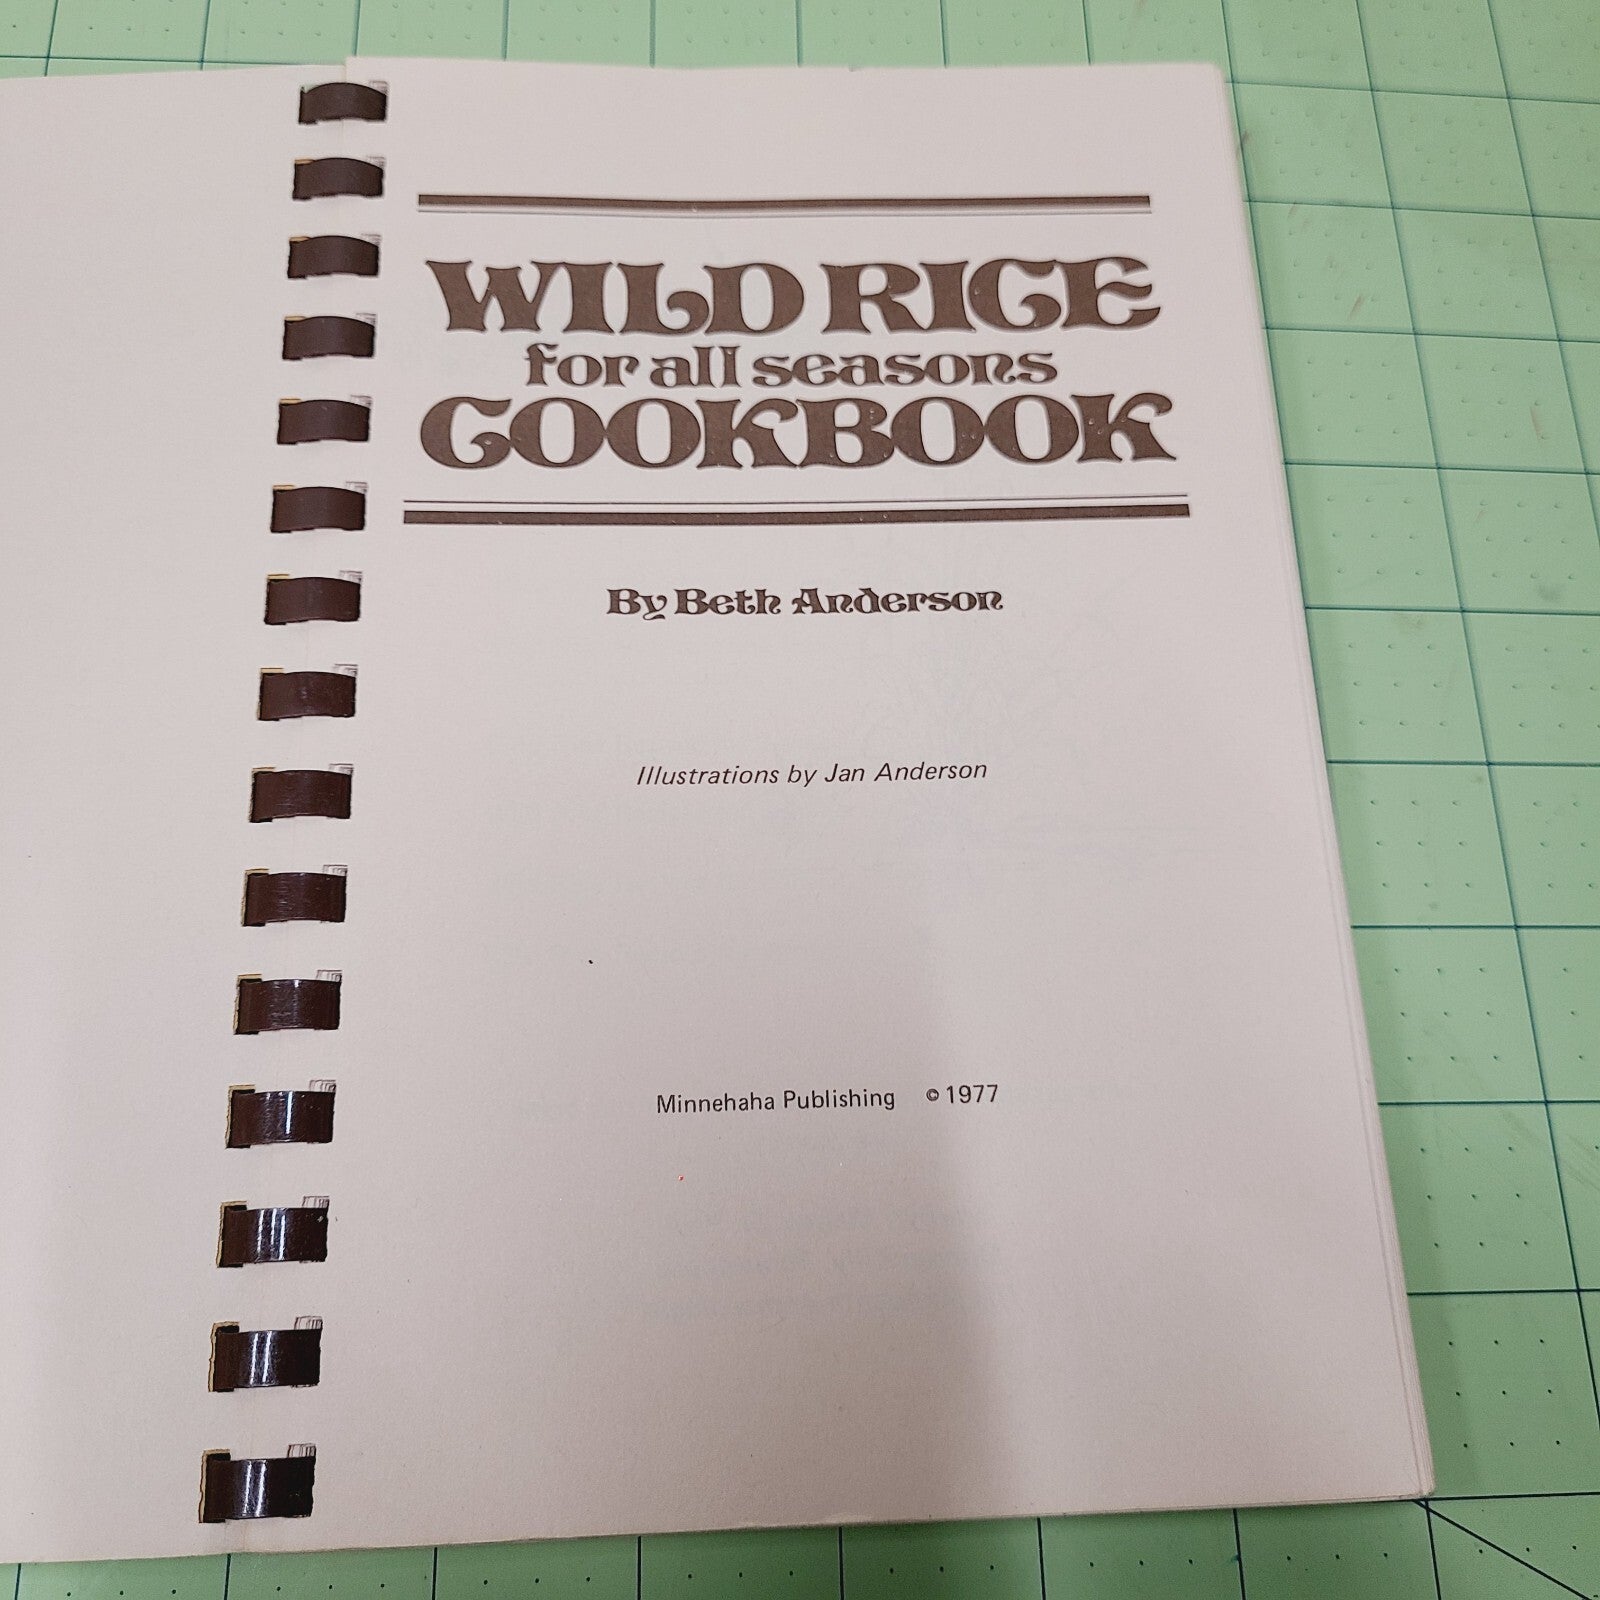 WILD RICE
for all seasons
COOKBOOK
By Beth Anderson
Illustrations by Jan Anderson
Minnehaha Publishing © 1977